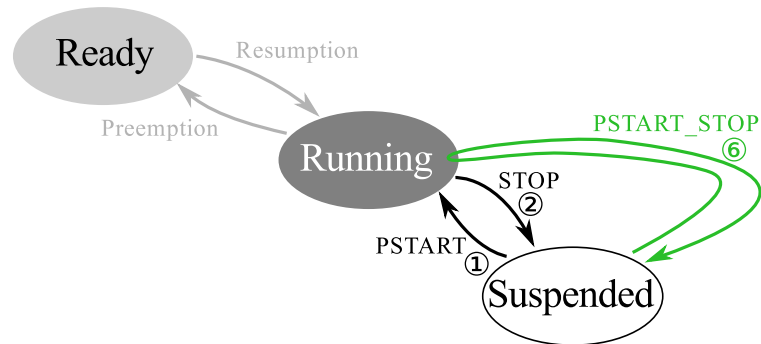 Ready
Resumption
Preemption
Running
PSTART_STOP
⑥
STOP
②
PSTART
①
Suspended